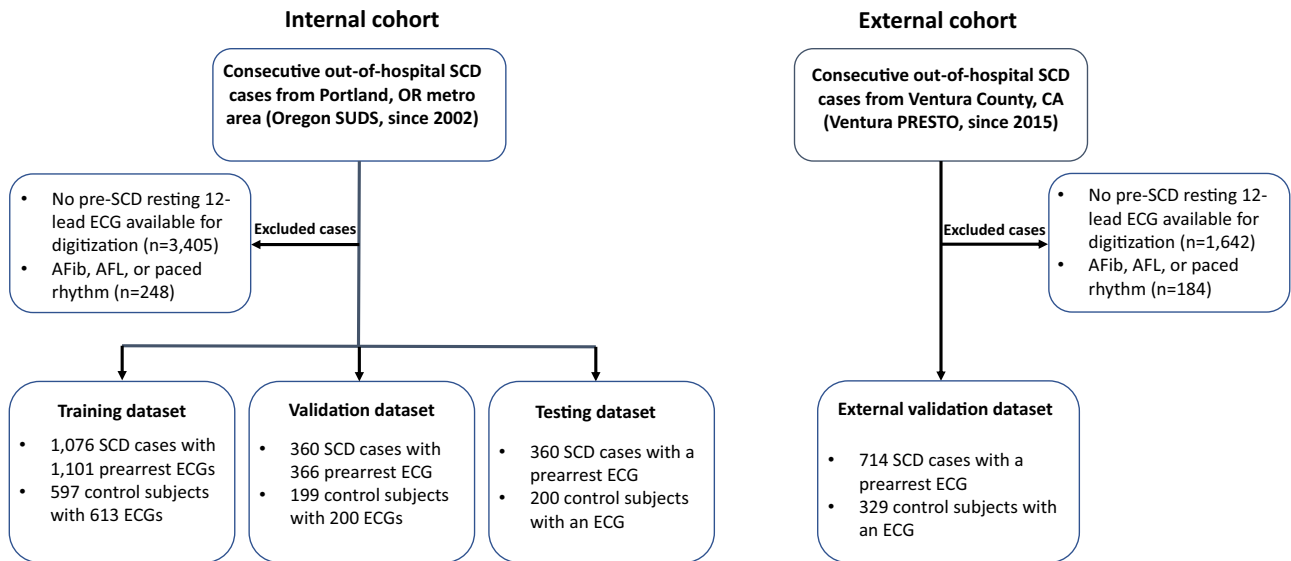 Internal cohort
Consecutive out-of-hospital SCD
cases from Portland, OR metro
area (Oregon SUDS, since 2002)
• No pre-SCD resting 12-
lead ECG available for
digitization (n=3,405)
• AFib, AFL, or paced
rhythm (n=248)
Excluded cases
Training dataset
• 1,076 SCD cases with
1,101 prearrest ECGs
• 597 control subjects
with 613 ECGs
Validation dataset
• 360 SCD cases with
366 prearrest ECG
• 199 control subjects
with 200 ECGs
Testing dataset
• 360 SCD cases with a
prearrest ECG
• 200 control subjects
with an ECG
External cohort
Consecutive out-of-hospital SCD
cases from Ventura County, CA
(Ventura PRESTO, since 2015)
Excluded cases
• No pre-SCD resting 12-
lead ECG available for
digitization (n=1,642)
• AFib, AFL, or paced
rhythm (n=184)
External validation dataset
• 714 SCD cases with a
prearrest ECG
• 329 control subjects with
an ECG